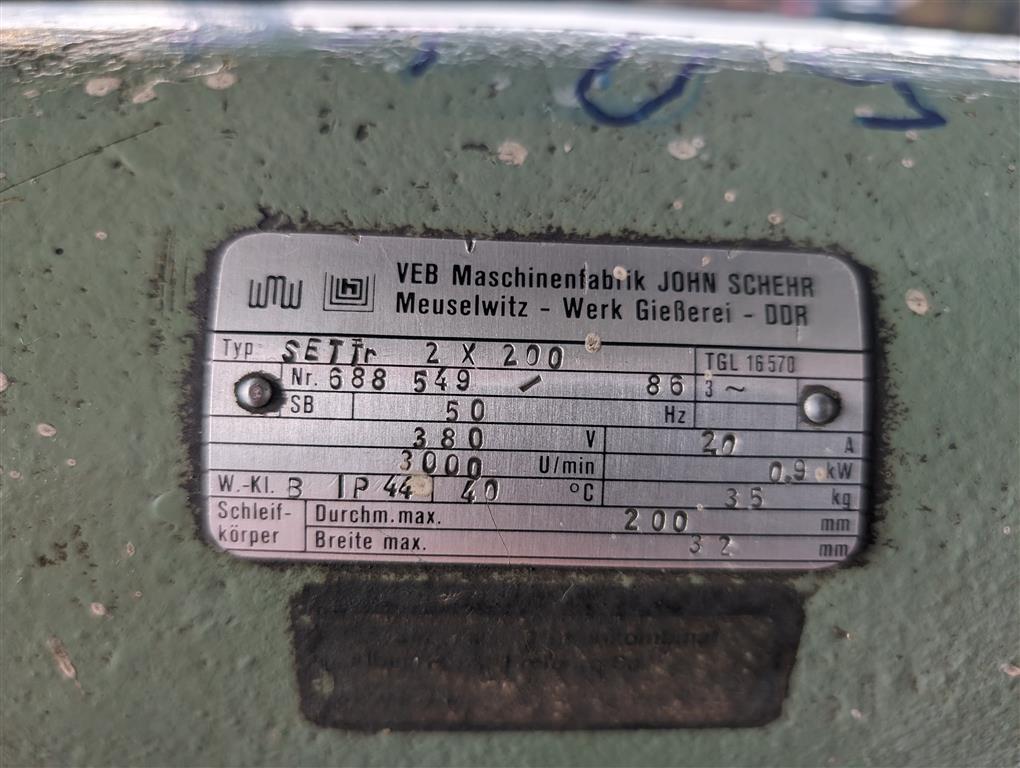 WMW
VEB Maschinenfabrik JOHN SCHEHR
Meuselwitz - Werk Gießerei - DDR
Typ SETTr 2 X 200 TGL 16570
Nr. 688 549 / 86 3 ~
SB 50 Hz
380 V 20 A
3000 U/min 0.9 kW
W.-Kl. B IP 44 40 °C 35 kg
Schleif- Durchm. max. 200 mm
körper Breite max. 32 mm